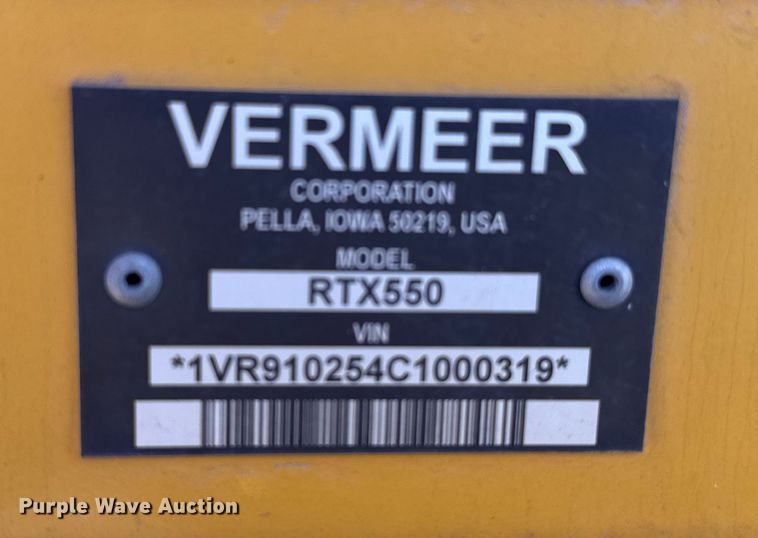 VERMEER
CORPORATION
PELLA, IOWA 50219, USA
MODEL
RTX550
VIN
*1VR910254C1000319*
Purple Wave Auction